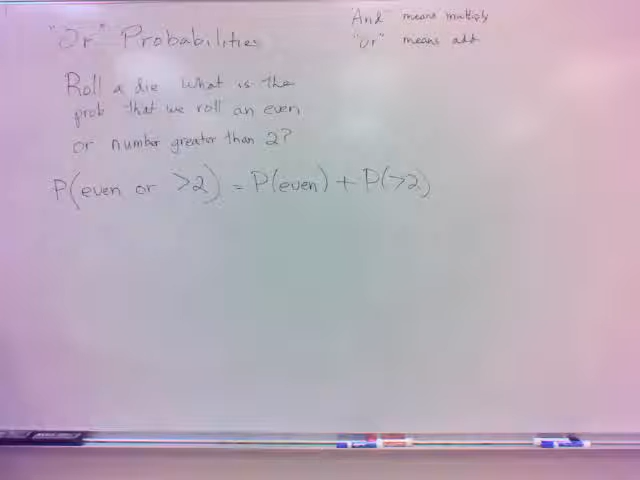 "Or" Probabilities
And means multiply
"Or" means add
Roll a die What is the
prob that we roll an even
or number greater than 2?
P(even or >2) = P(even) + P(>2)